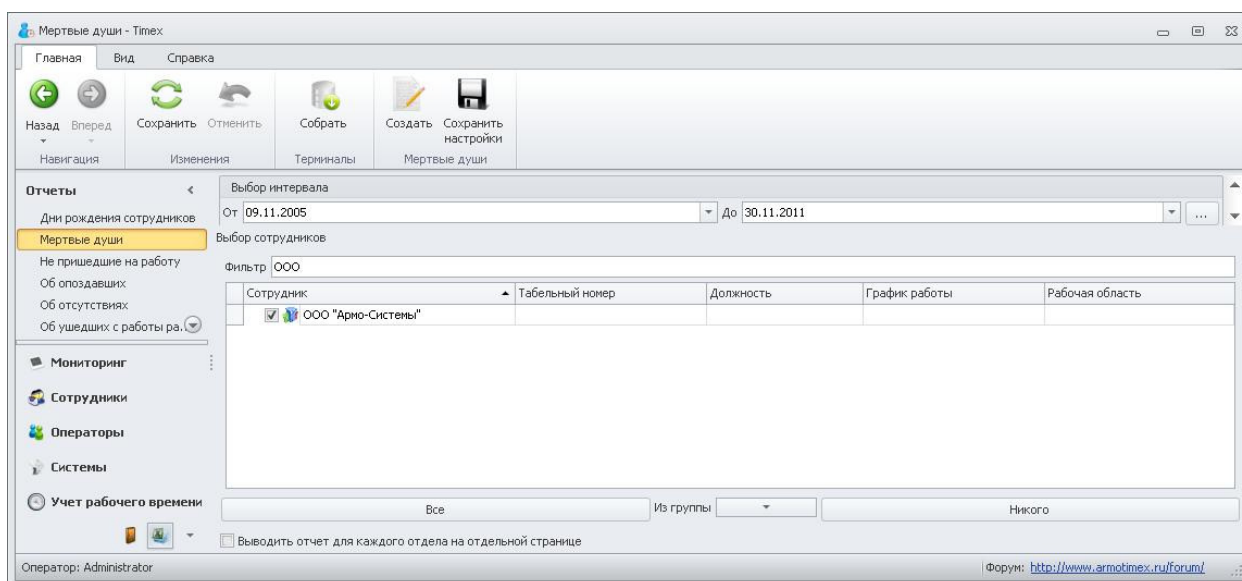 Мертвые души - Timex
Главная Вид Справка
Назад Вперед Сохранить Отменить Собрать Создать Сохранить настройки
Навигация Изменения Терминалы Мертвые души
Отчеты
Дни рождения сотрудников
Мертвые души
Не пришедшие на работу
Об опоздавших
Об отсутствиях
Об ушедших с работы ра.
Мониторинг
Сотрудники
Операторы
Системы
Учет рабочего времени
Выбор интервала
От 09.11.2005 До 30.11.2011 ...
Выбор сотрудников
Фильтр ООО
Сотрудник Табельный номер Должность График работы Рабочая область
ООО "Армо-Системы"
Все Из группы Никого
Выводить отчет для каждого отдела на отдельной странице
Оператор: Administrator Форум: http://www.armotimex.ru/forum/